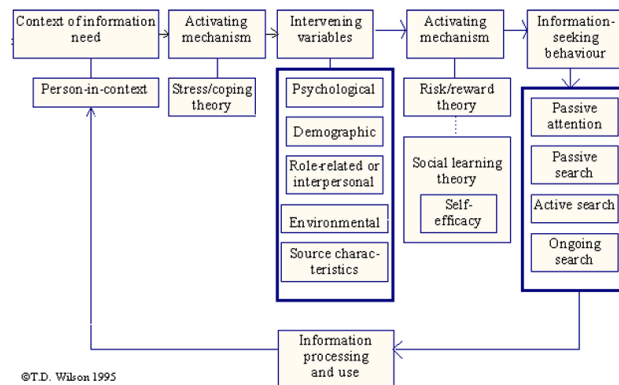 Context of information
need
Activating
mechanism
Intervening
variables
Activating
mechanism
Information-
seeking
behaviour
Person-in-context
Stress/coping
theory
Psychological
Demographic
Role-related or
interpersonal
Environmental
Source charac-
teristics
Risk/reward
theory
Social learning
theory
Self-
efficacy
Passive
attention
Passive
search
Active search
Ongoing
search
Information
processing
and use
©T.D. Wilson 1995